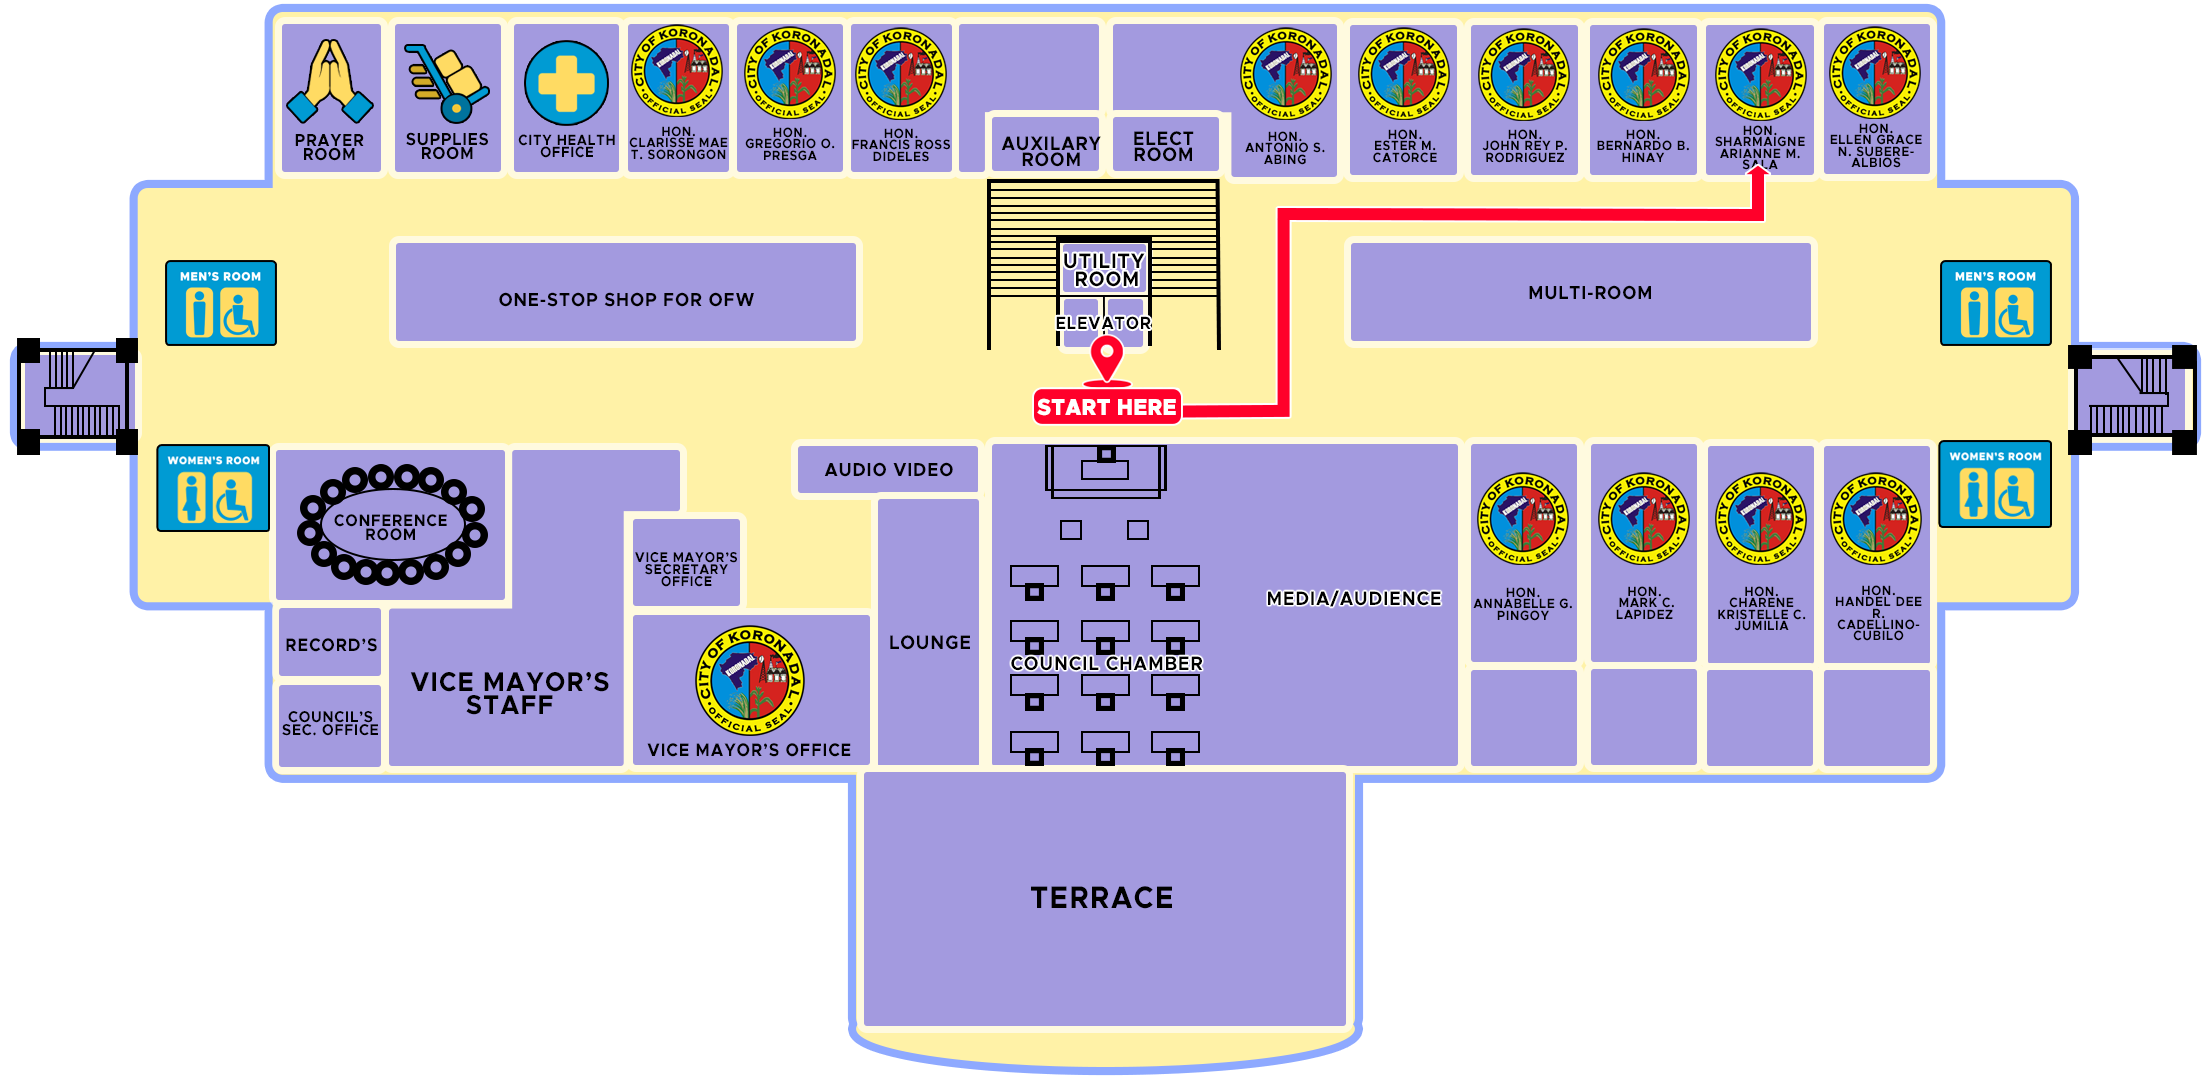 PRAYER
ROOM
SUPPLIES
ROOM
CITY HEALTH
OFFICE
CITY OF KORONADAL
OFFICIAL SEAL
HON.
CLARISSE MAE
T. SORONGON
CITY OF KORONADAL
OFFICIAL SEAL
HON.
GREGORIO O.
PRESGA
CITY OF KORONADAL
OFFICIAL SEAL
HON.
FRANCIS ROSS
DIDELES
AUXILARY
ROOM
ELECT
ROOM
CITY OF KORONADAL
OFFICIAL SEAL
HON.
ANTONIO S.
ABING
CITY OF KORONADAL
OFFICIAL SEAL
HON.
ESTER M.
CATORCE
CITY OF KORONADAL
OFFICIAL SEAL
HON.
JOHN REY P.
RODRIGUEZ
CITY OF KORONADAL
OFFICIAL SEAL
HON.
BERNARDO B.
HINAY
CITY OF KORONADAL
OFFICIAL SEAL
HON.
SHARMAIGNE
ARIANNE M.
SALA
CITY OF KORONADAL
OFFICIAL SEAL
HON.
ELLEN GRACE
N. SUBERE-
ALBIOS
MEN'S ROOM
ONE-STOP SHOP FOR OFW
UTILITY
ROOM
ELEVATOR
START HERE
MULTI-ROOM
MEN'S ROOM
WOMEN'S ROOM
CONFERENCE
ROOM
AUDIO VIDEO
VICE MAYOR'S
SECRETARY
OFFICE
RECORD'S
COUNCIL'S
SEC. OFFICE
VICE MAYOR'S
STAFF
CITY OF KORONADAL
KORONADAL
OFFICIAL SEAL
VICE MAYOR'S OFFICE
LOUNGE
COUNCIL CHAMBER
MEDIA/AUDIENCE
CITY OF KORONADAL
OFFICIAL SEAL
HON.
ANNABELLE G.
PINGOY
CITY OF KORONADAL
OFFICIAL SEAL
HON.
MARK C.
LAPIDEZ
CITY OF KORONADAL
OFFICIAL SEAL
HON.
CHARENE
KRISTELLE C.
JUMILIA
CITY OF KORONADAL
OFFICIAL SEAL
HON.
HANDEL DEE
R.
CADELLINO-
CUBILO
WOMEN'S ROOM
TERRACE